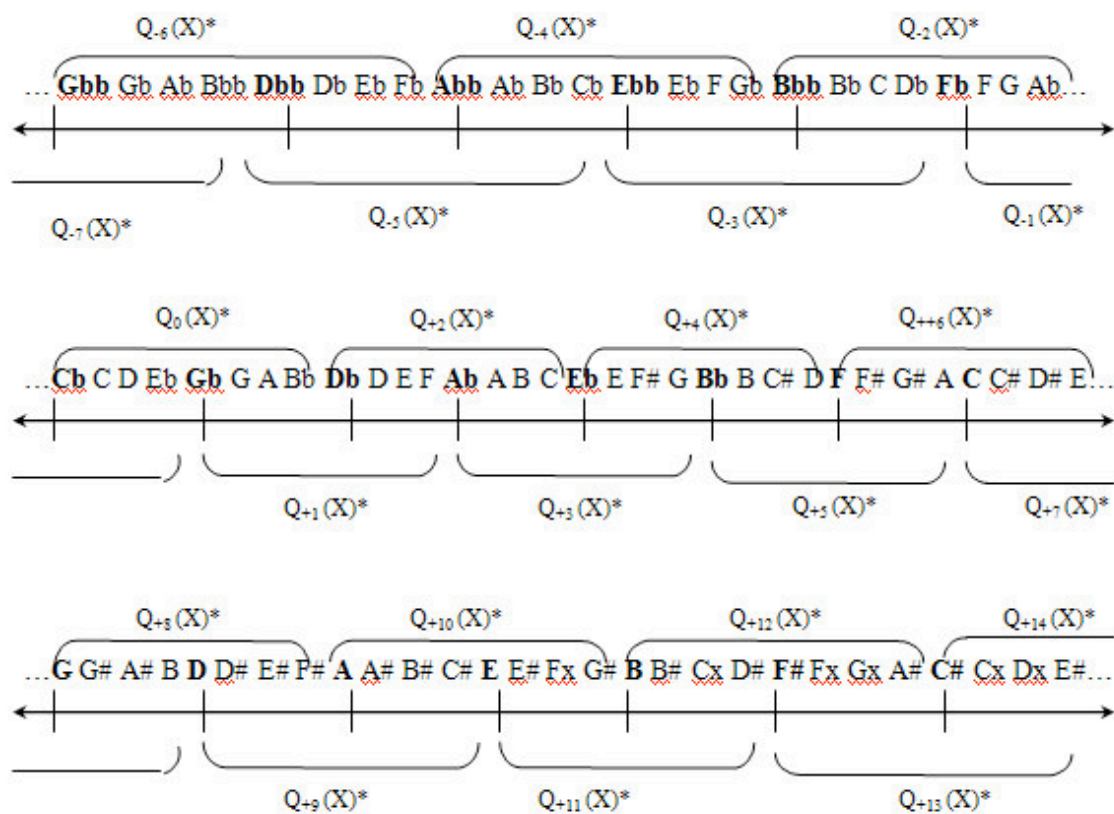 Q-6(X)* Q-4(X)* Q-2(X)*
… Gbb Gb Ab Bbb Dbb Db Eb Fb Abb Ab Bb Cb Ebb Eb F Gb Bbb Bb C Db Fb F G Ab…
Q-7(X)* Q-5(X)* Q-3(X)* Q-1(X)*
Q0(X)* Q+2(X)* Q+4(X)* Q++6(X)*
…Cb C D Eb Gb G A Bb Db D E F Ab A B C Eb E F# G Bb B C# D F F# G# A C C# D# E…
Q+1(X)* Q+3(X)* Q+5(X)* Q+7(X)*
Q+8(X)* Q+10(X)* Q+12(X)* Q+14(X)*
…G G# A# B D D# E# F# A A# B# C# E E# Fx G# B B# Cx D# F# Fx Gx A# C# Cx Dx E#…
Q+9(X)* Q+11(X)* Q+13(X)*